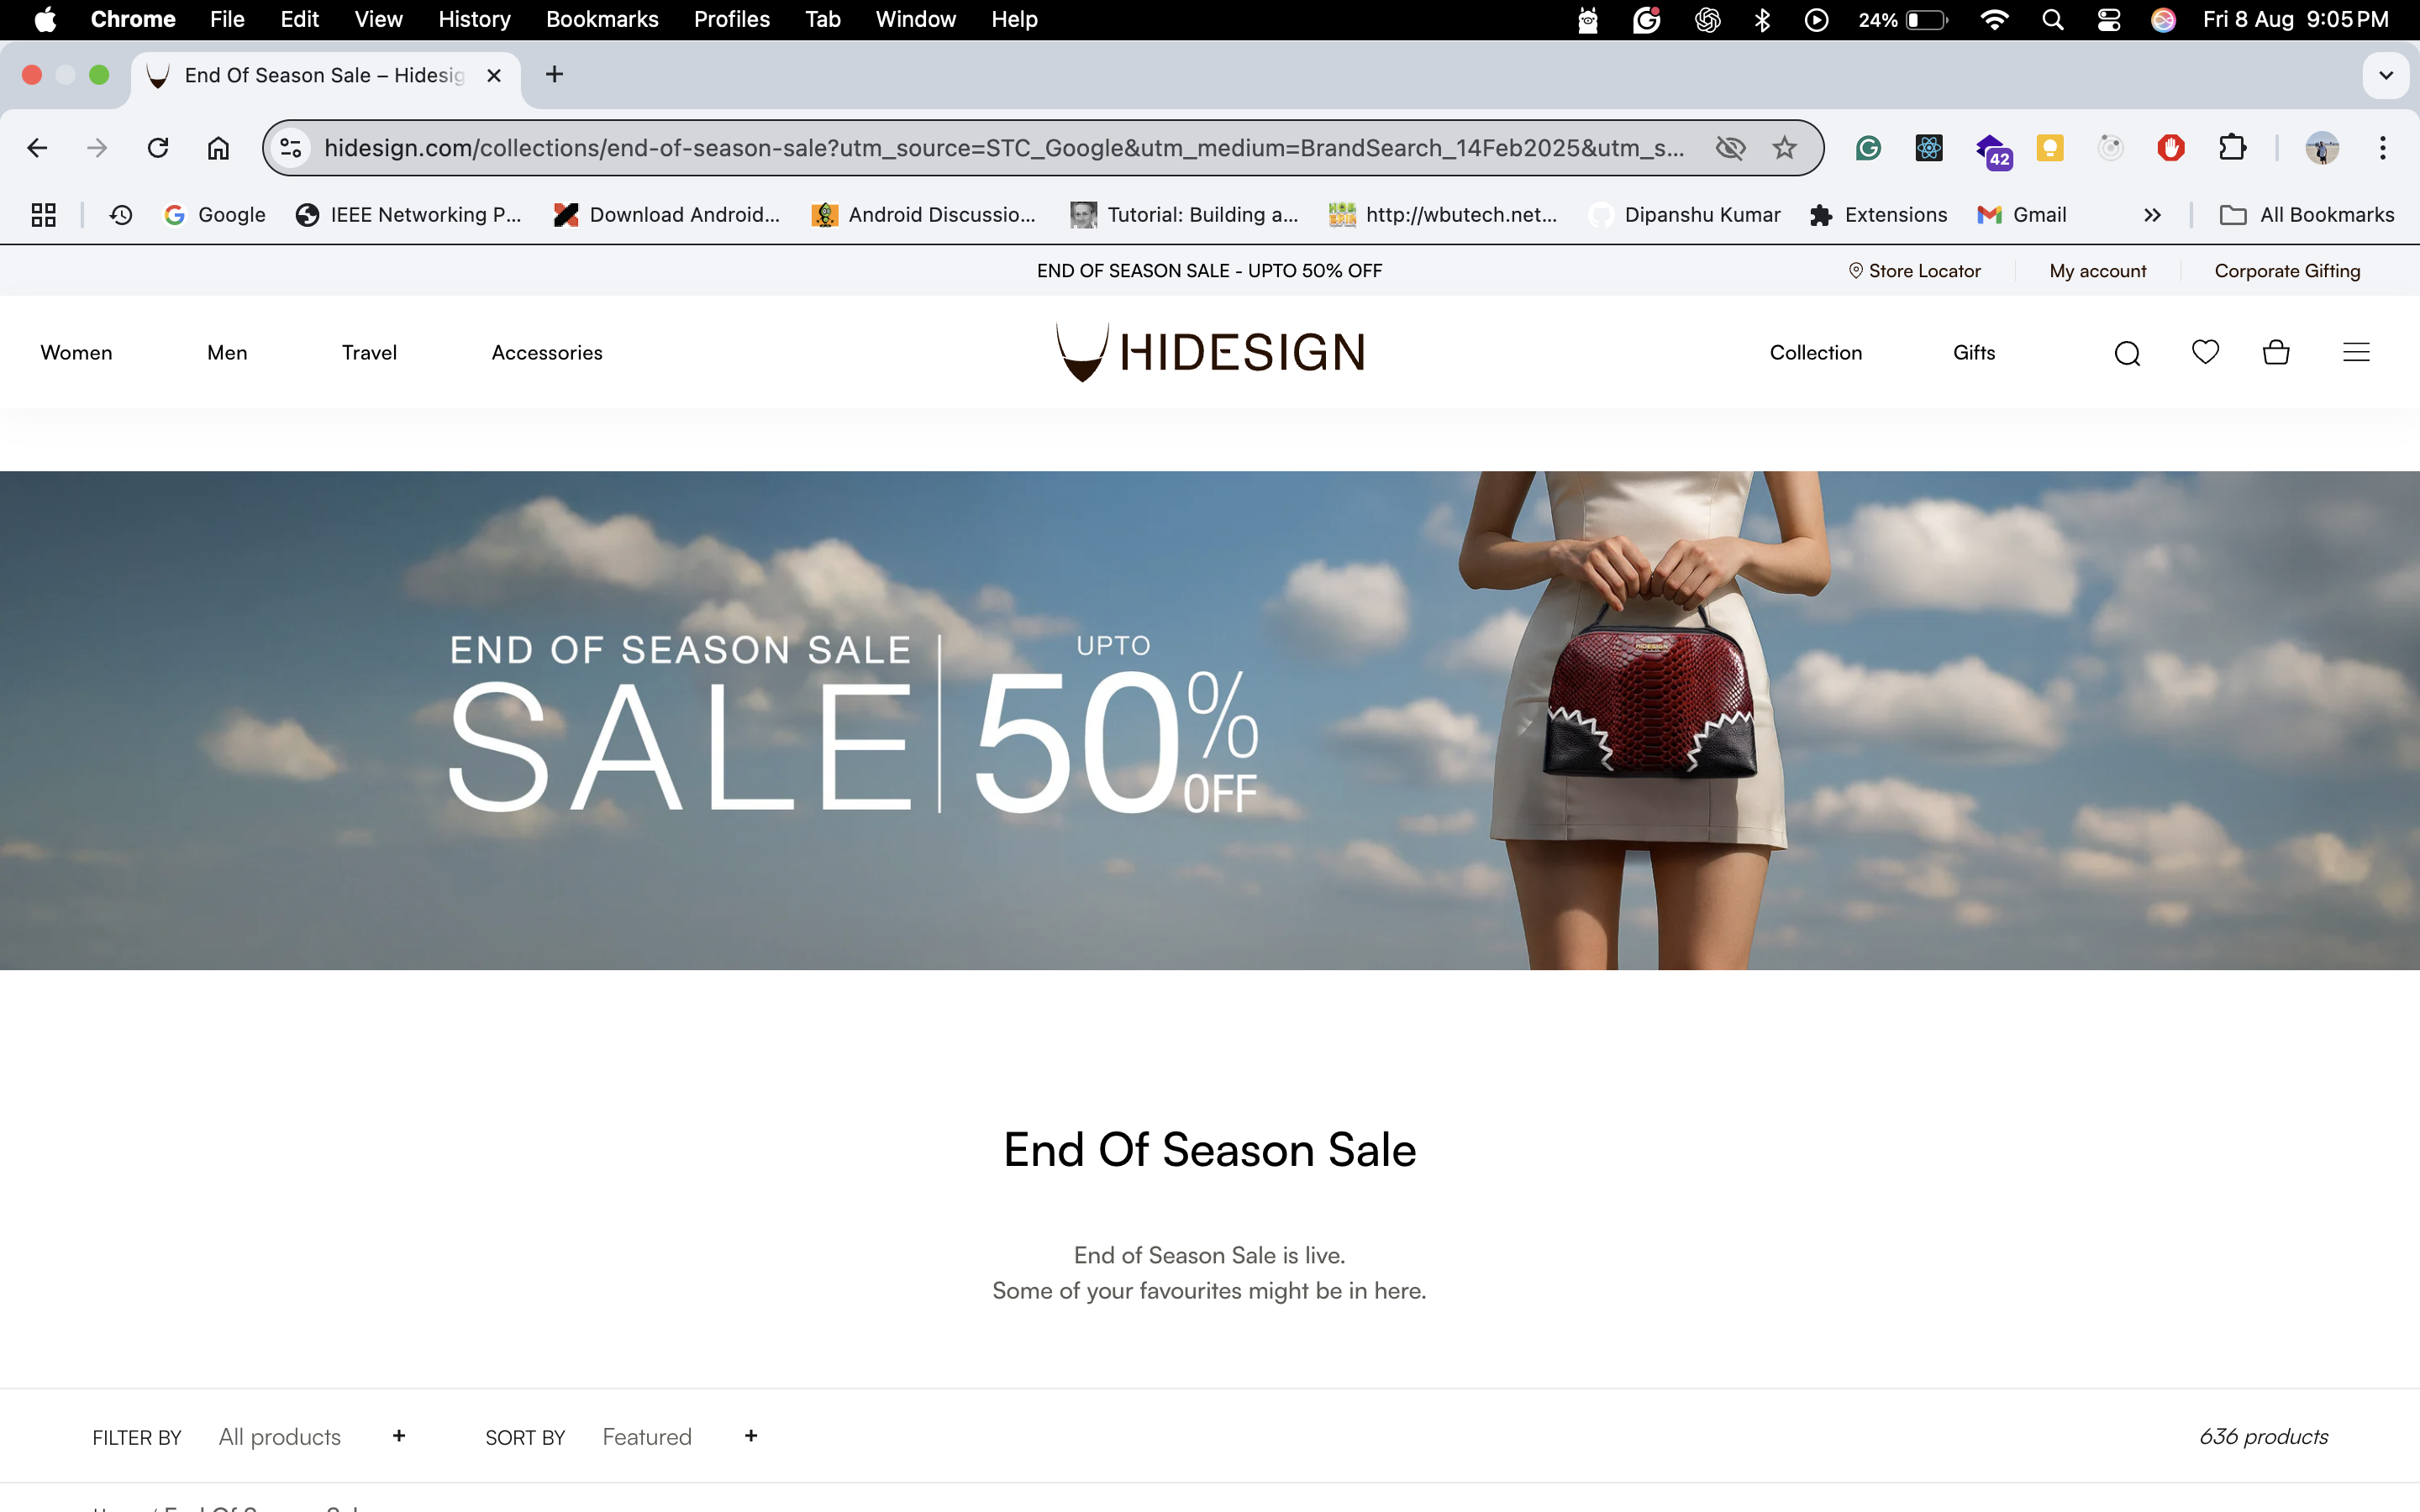 Chrome File Edit View History Bookmarks Profiles Tab Window Help 24% Fri 8 Aug 9:05 PM
End Of Season Sale – Hidesig
hidesign.com/collections/end-of-season-sale?utm_source=STC_Google&utm_medium=BrandSearch_14Feb2025&utm_s... 42
Google IEEE Networking P... Download Android... Android Discussio... Tutorial: Building a... http://wbutech.net... Dipanshu Kumar Extensions Gmail All Bookmarks
END OF SEASON SALE - UPTO 50% OFF Store Locator My account Corporate Gifting
Women Men Travel Accessories HIDESIGN Collection Gifts
END OF SEASON SALE
SALE
UPTO
50%
OFF
HIDESIGN
End Of Season Sale
End of Season Sale is live.
Some of your favourites might be in here.
FILTER BY All products + SORT BY Featured + 636 products